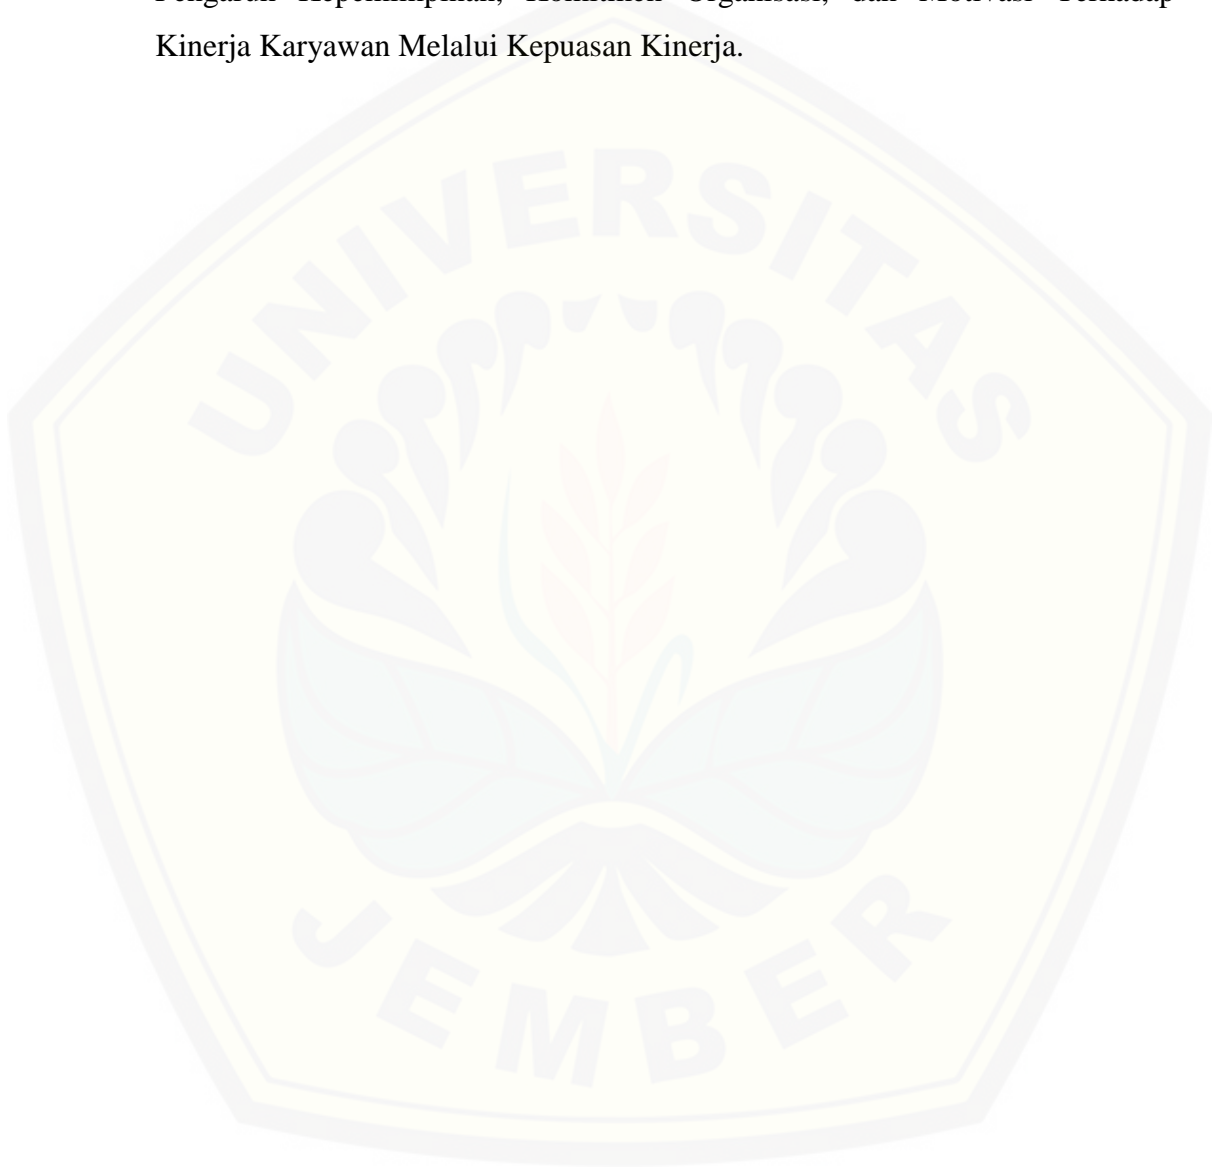 Pengaruh Kepemimpinan, Komitmen Organisasi, dan Motivasi Terhadap
Kinerja Karyawan Melalui Kepuasan Kinerja.
UNIVERSITAS
JEMBER